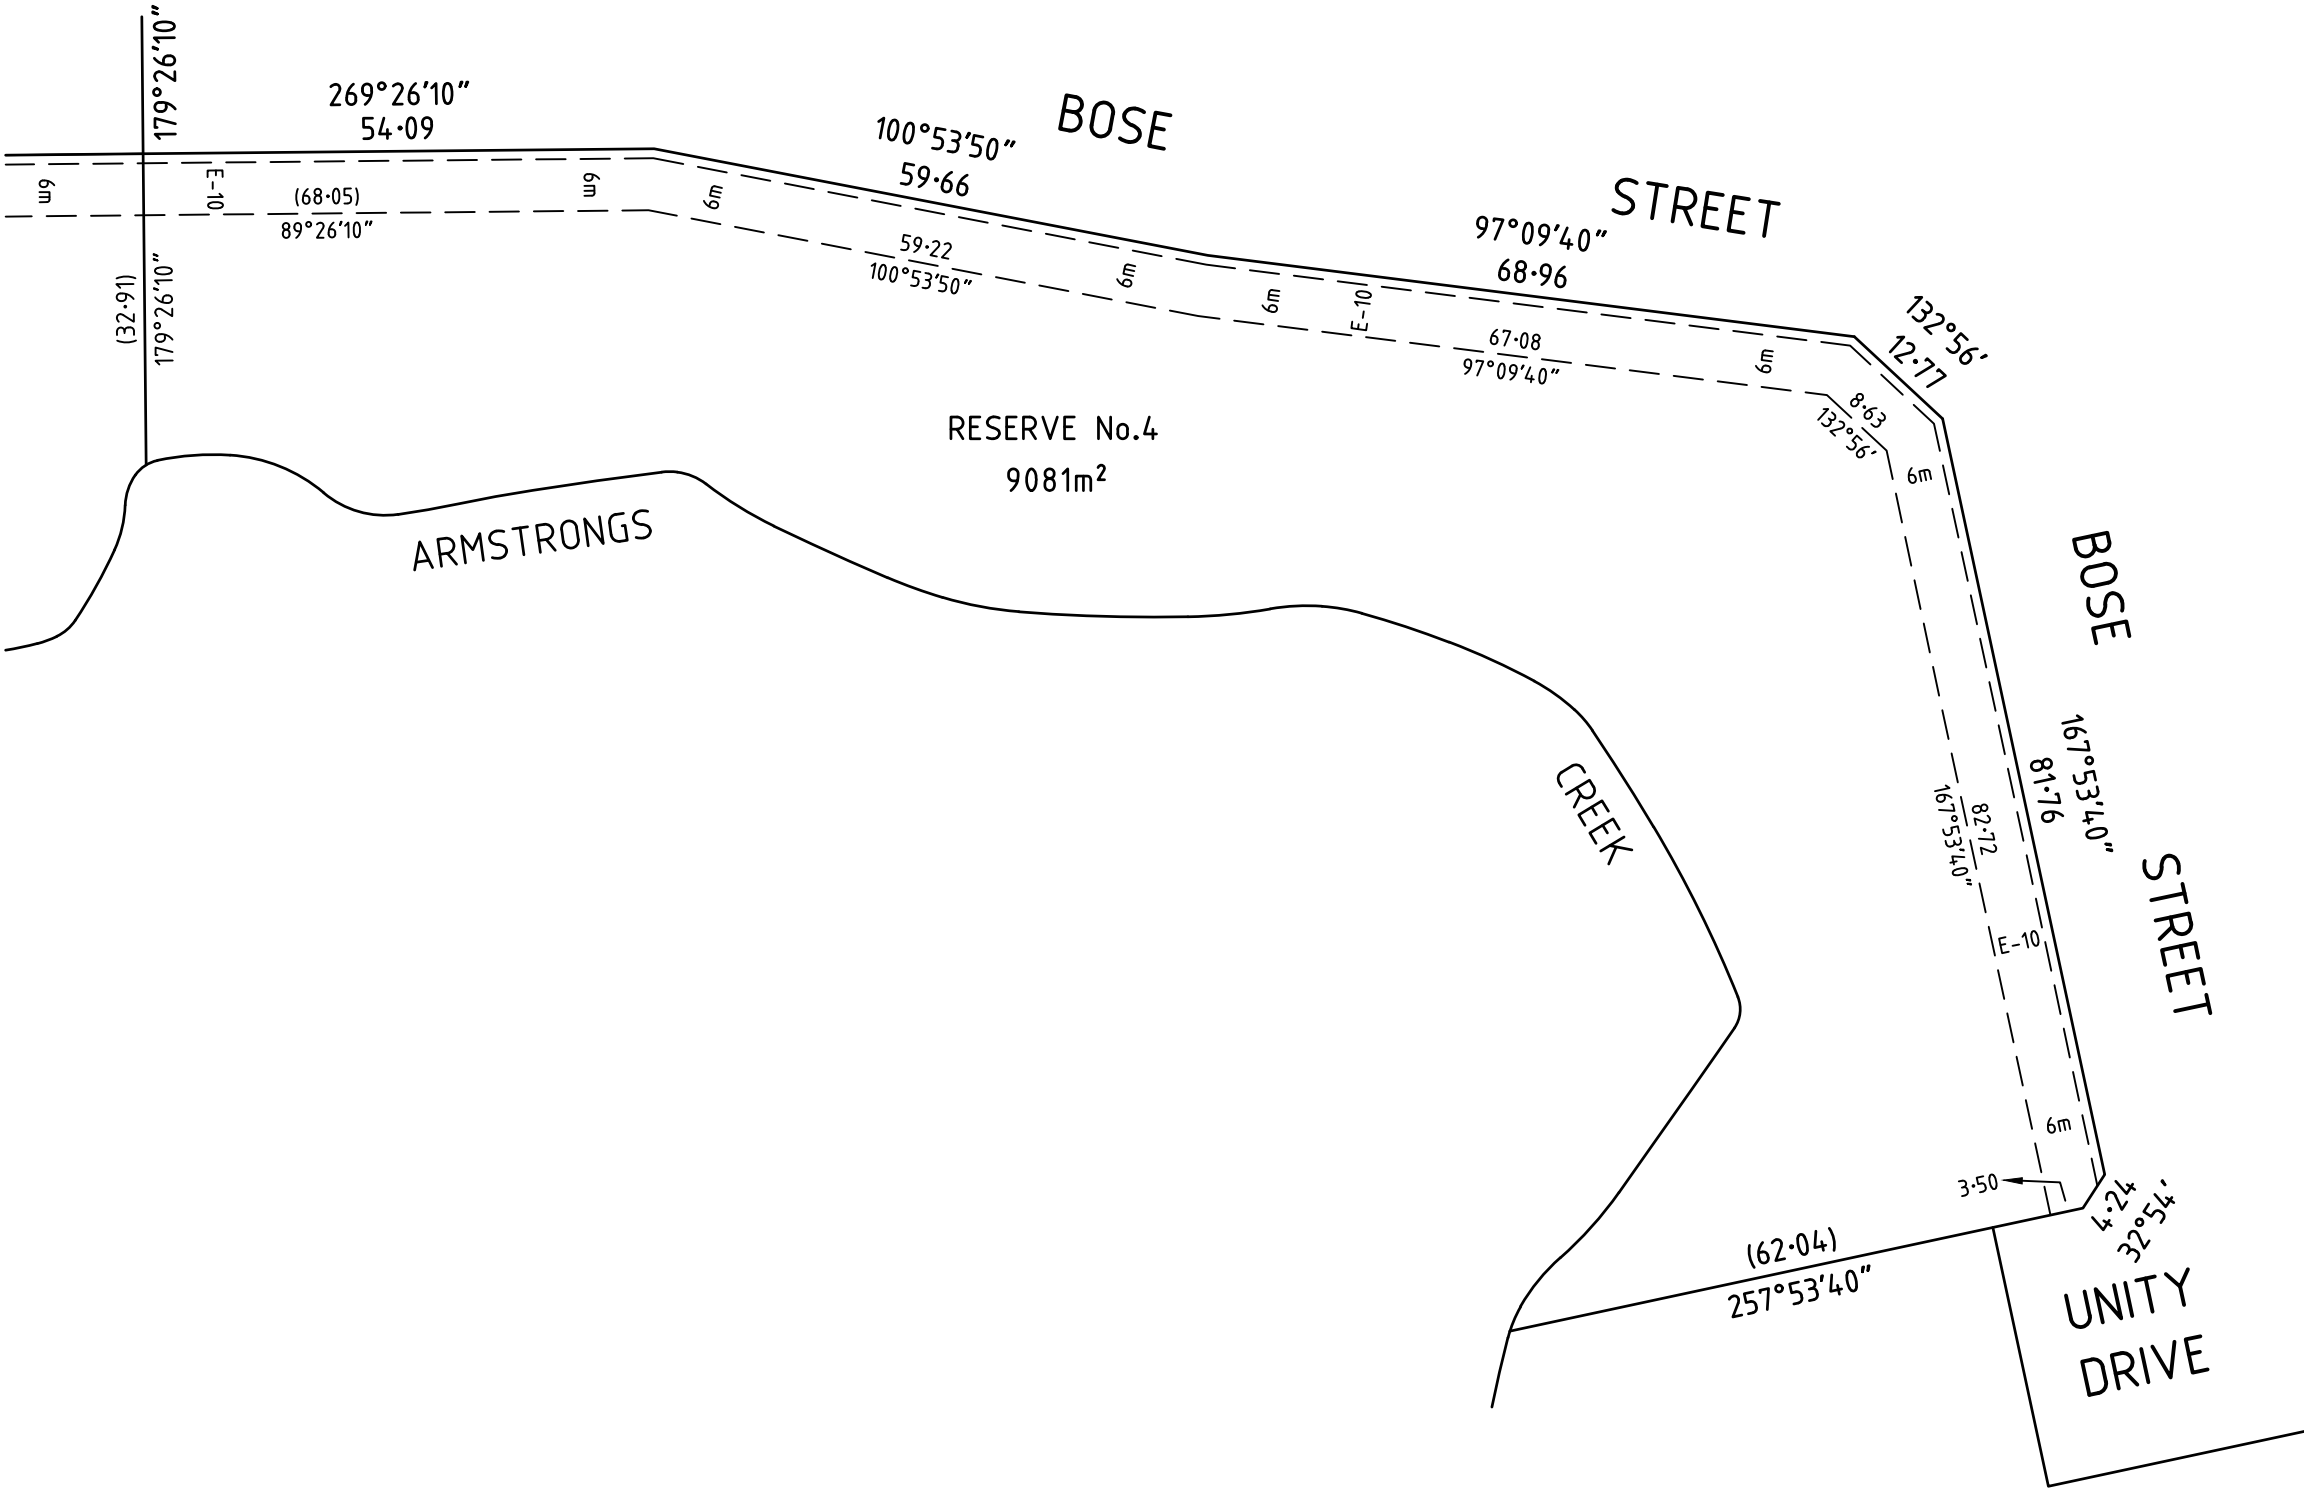 179°26'10"
269°26'10"
54·09
BOSE
100°53'50"
59·66
STREET
97°09'40"
68·96
132°56'
12·77
6m
E-10
(68·05)
89°26'10"
6m
6m
59·22
100°53'50"
6m
6m
E-10
67·08
97°09'40"
6m
8·63
132°56'
6m
(32·91)
179°26'10"
RESERVE No.4
9081m²
ARMSTRONGS
CREEK
BOSE
167°53'40"
81·76
82·72
167°53'40"
STREET
E-10
6m
3·50
4·24
32°54'
(62·04)
257°53'40"
UNITY
DRIVE